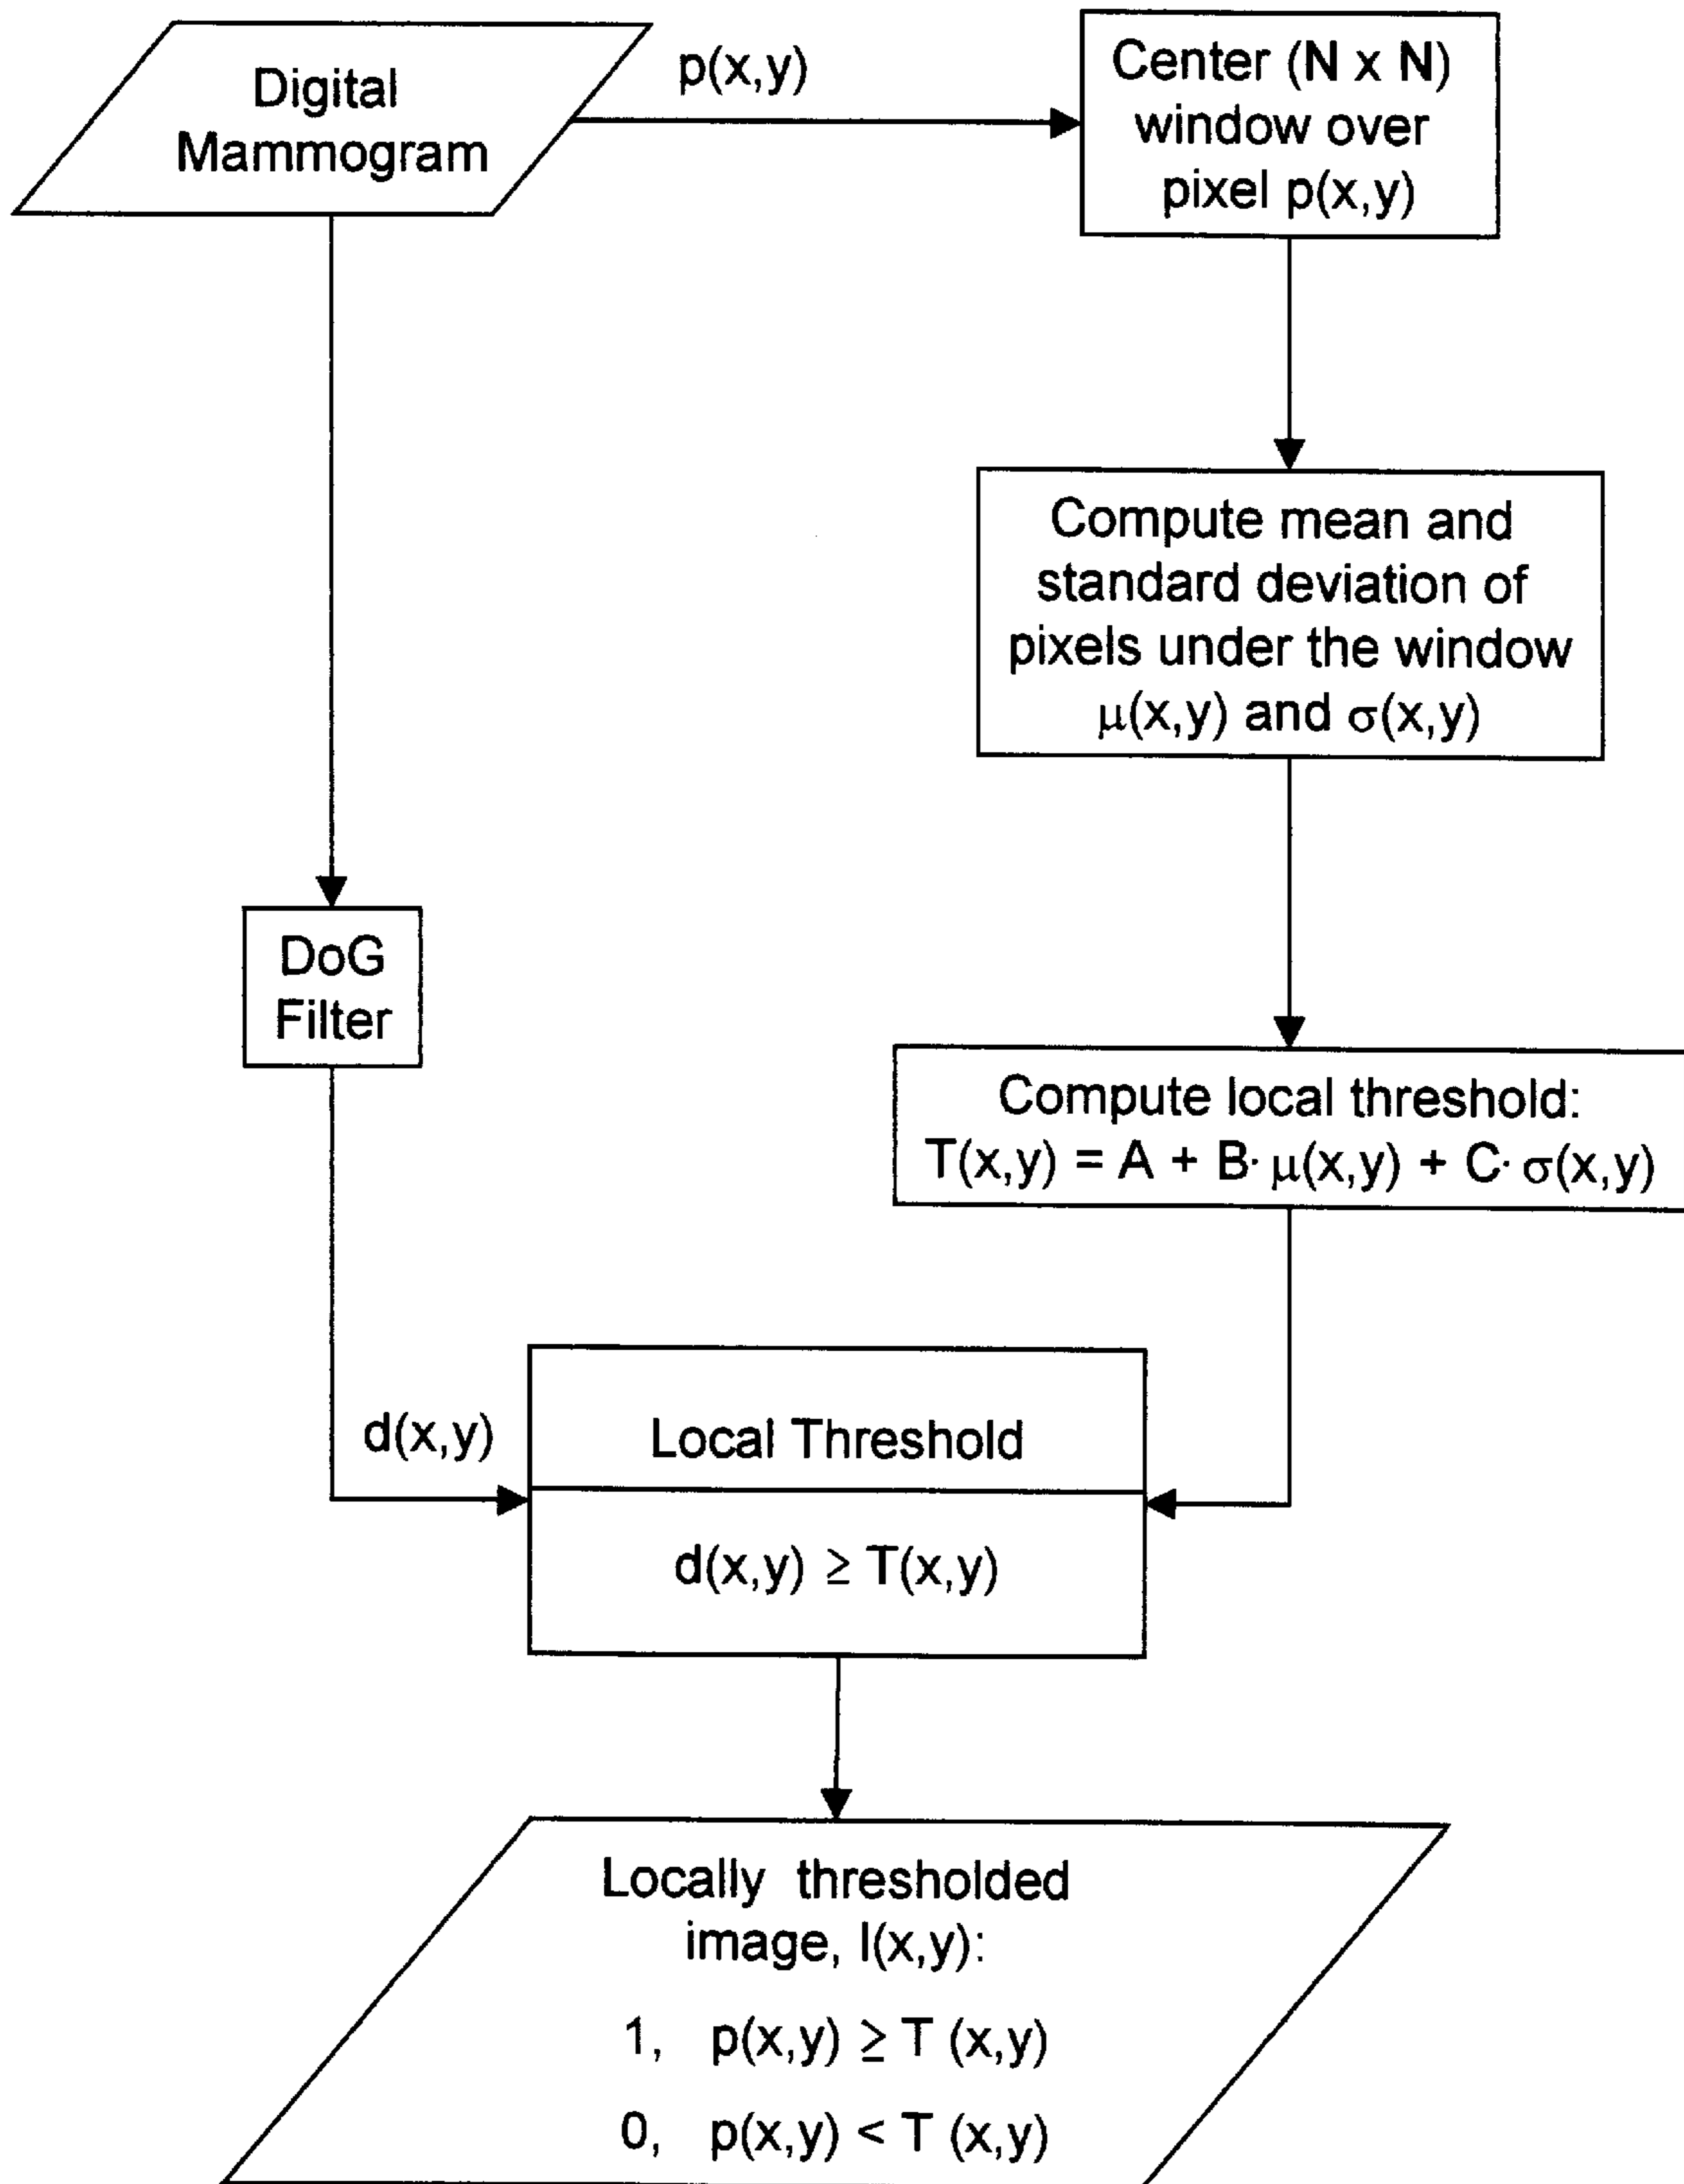 Digital
Mammogram
p(x,y)
Center (N x N)
window over
pixel p(x,y)
Compute mean and
standard deviation of
pixels under the window
μ(x,y) and σ(x,y)
DoG
Filter
Compute local threshold:
T(x,y) = A + B· μ(x,y) + C· σ(x,y)
d(x,y)
Local Threshold
d(x,y) ≥ T(x,y)
Locally thresholded
image, I(x,y):
1, p(x,y) ≥ T (x,y)
0, p(x,y) < T (x,y)